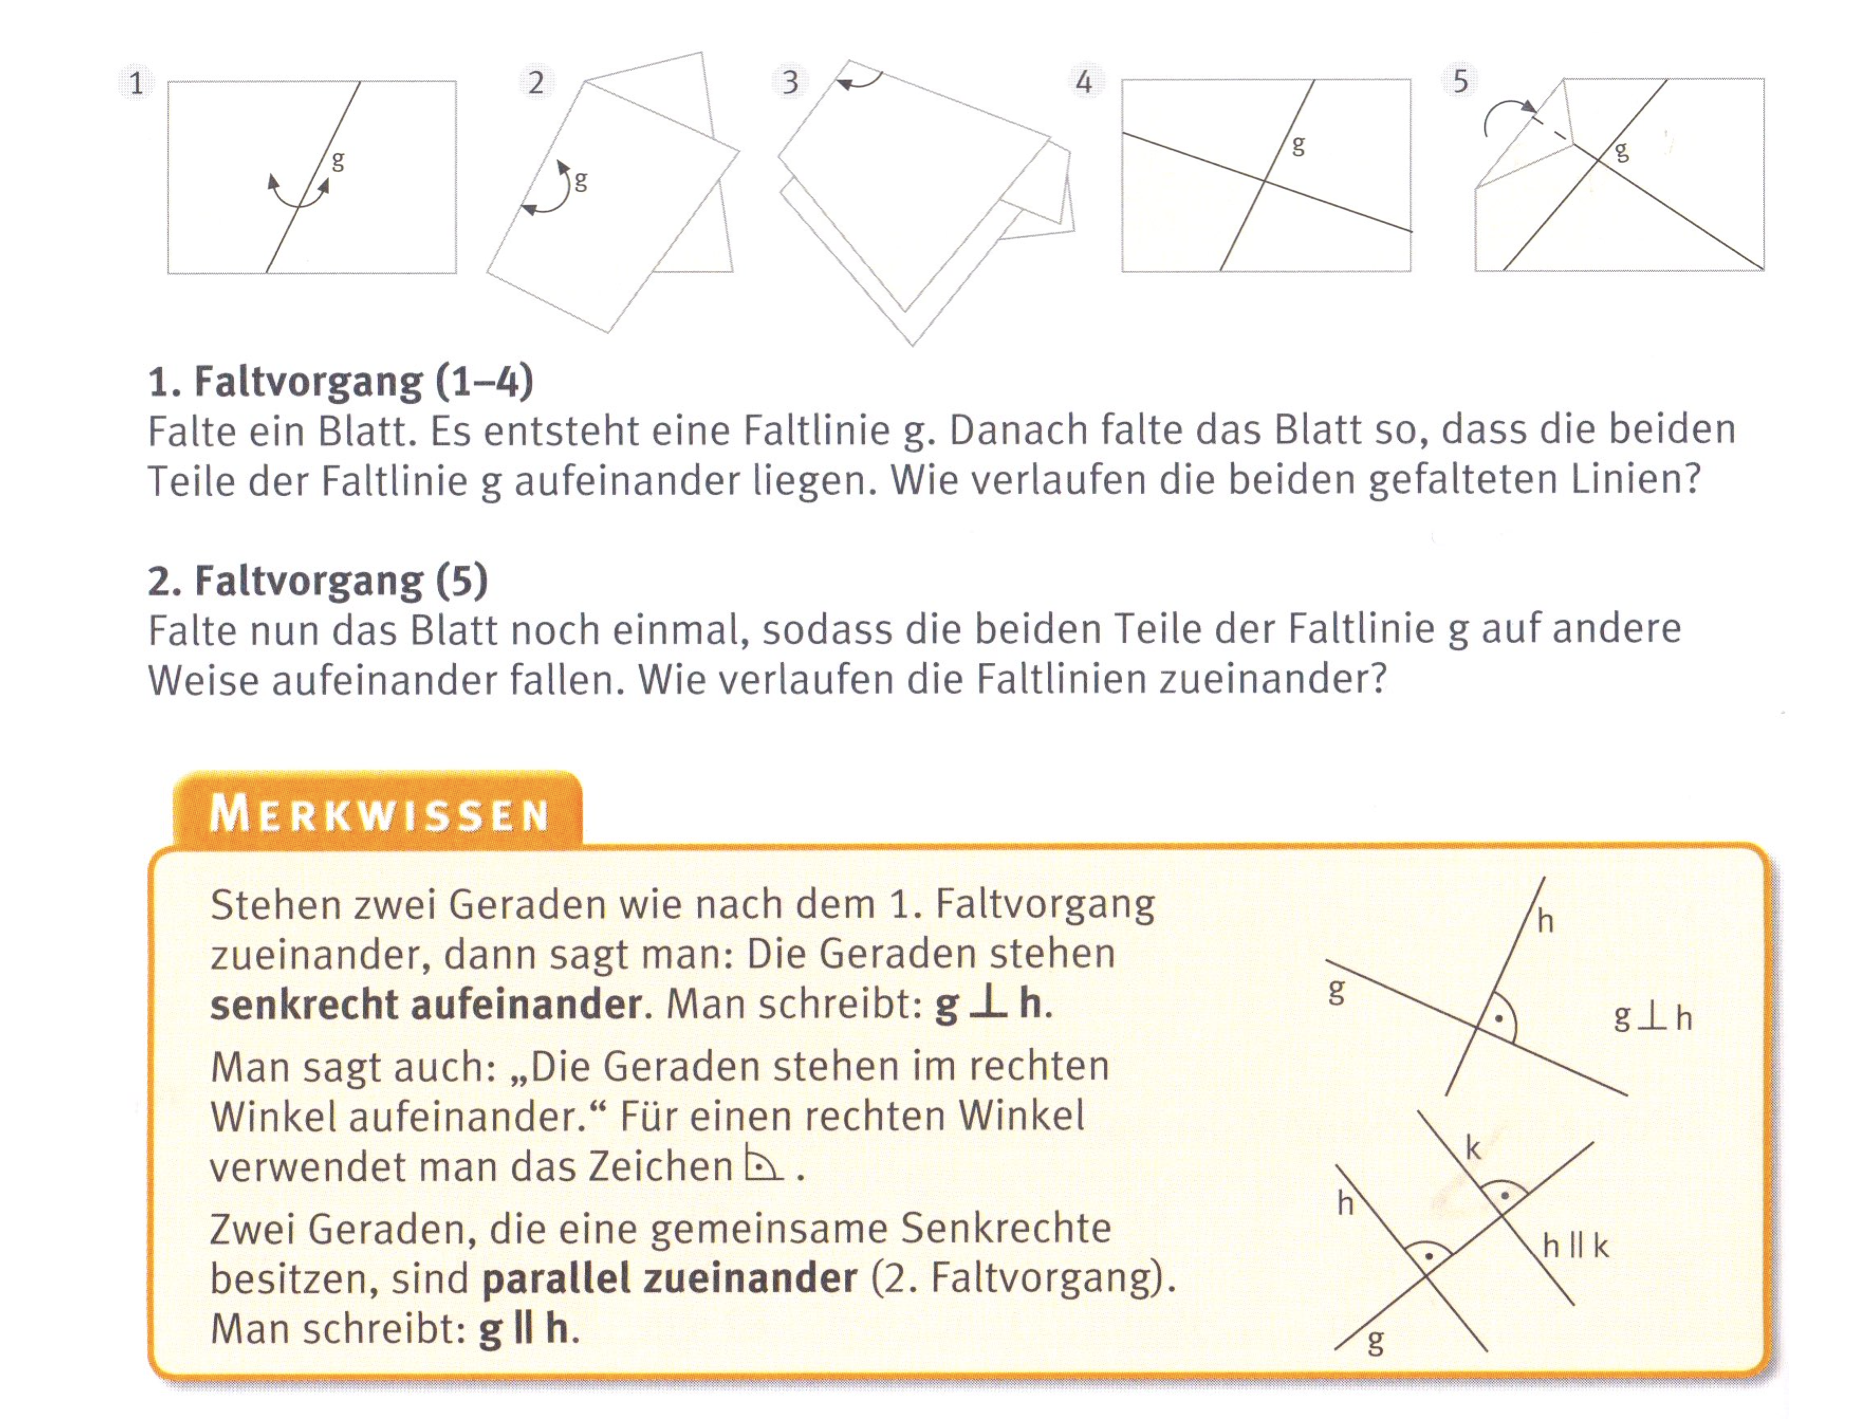 1 2 3 4 5
g g g g
1. Faltvorgang (1–4)
Falte ein Blatt. Es entsteht eine Faltlinie g. Danach falte das Blatt so, dass die beiden
Teile der Faltlinie g aufeinander liegen. Wie verlaufen die beiden gefalteten Linien?
2. Faltvorgang (5)
Falte nun das Blatt noch einmal, sodass die beiden Teile der Faltlinie g auf andere
Weise aufeinander fallen. Wie verlaufen die Faltlinien zueinander?
MERKWISSEN
Stehen zwei Geraden wie nach dem 1. Faltvorgang
zueinander, dann sagt man: Die Geraden stehen
senkrecht aufeinander. Man schreibt: g ⊥ h.
Man sagt auch: „Die Geraden stehen im rechten
Winkel aufeinander.“ Für einen rechten Winkel
verwendet man das Zeichen ⊾.
Zwei Geraden, die eine gemeinsame Senkrechte
besitzen, sind parallel zueinander (2. Faltvorgang).
Man schreibt: g || h.
h
g
g ⊥ h
k
h
h || k
g